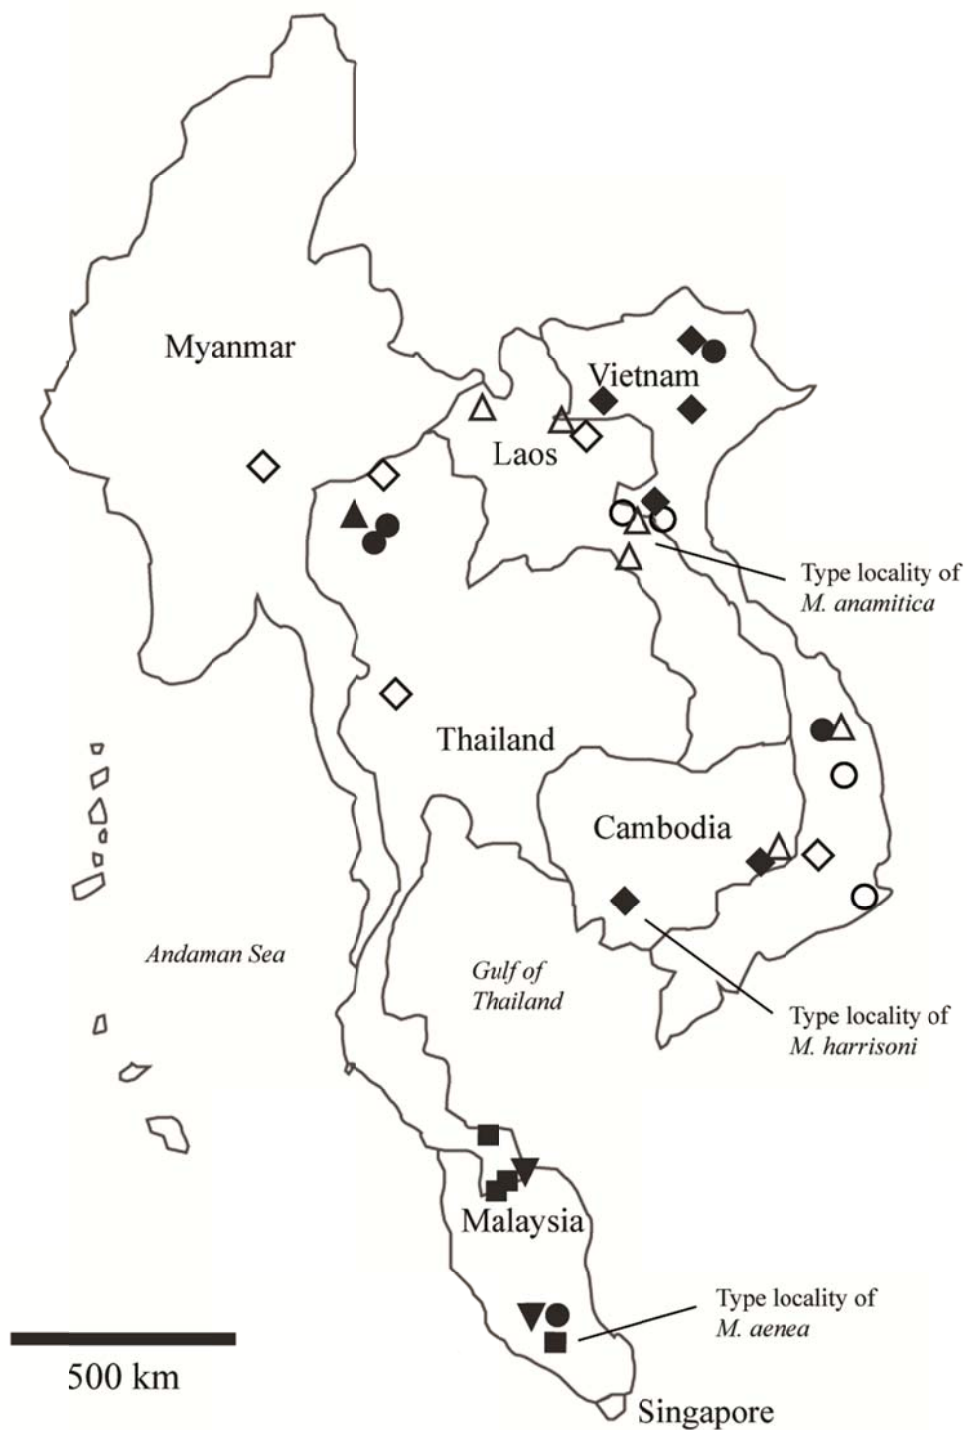 Myanmar
Vietnam
Laos
Type locality of
M. anamitica
Thailand
Cambodia
Andaman Sea
Gulf of
Thailand
Type locality of
M. harrisoni
Malaysia
Type locality of
M. aenea
500 km
Singapore